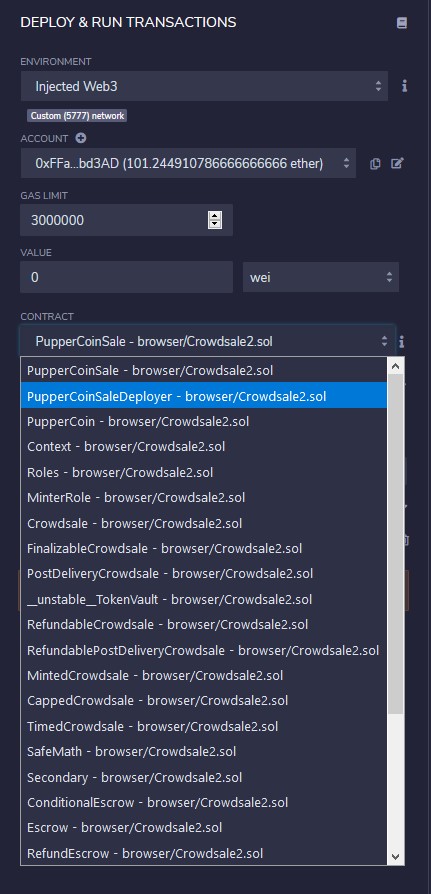 DEPLOY & RUN TRANSACTIONS
ENVIRONMENT
Injected Web3
Custom (5777) network
ACCOUNT
0xFFa...bd3AD (101.244910786666666666 ether)
GAS LIMIT
3000000
VALUE
0 wei
CONTRACT
PupperCoinSale - browser/Crowdsale2.sol
PupperCoinSale - browser/Crowdsale2.sol
PupperCoinSaleDeployer - browser/Crowdsale2.sol
PupperCoin - browser/Crowdsale2.sol
Context - browser/Crowdsale2.sol
Roles - browser/Crowdsale2.sol
MinterRole - browser/Crowdsale2.sol
Crowdsale - browser/Crowdsale2.sol
FinalizableCrowdsale - browser/Crowdsale2.sol
PostDeliveryCrowdsale - browser/Crowdsale2.sol
__unstable__TokenVault - browser/Crowdsale2.sol
RefundableCrowdsale - browser/Crowdsale2.sol
RefundablePostDeliveryCrowdsale - browser/Crowdsale2.sol
MintedCrowdsale - browser/Crowdsale2.sol
CappedCrowdsale - browser/Crowdsale2.sol
TimedCrowdsale - browser/Crowdsale2.sol
SafeMath - browser/Crowdsale2.sol
Secondary - browser/Crowdsale2.sol
ConditionalEscrow - browser/Crowdsale2.sol
Escrow - browser/Crowdsale2.sol
RefundEscrow - browser/Crowdsale2.sol